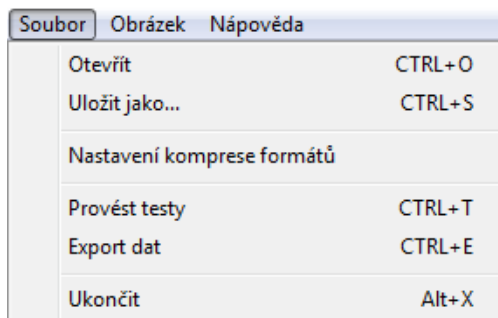 Soubor Obrázek Nápověda
Otevřít CTRL+O
Uložit jako... CTRL+S
Nastavení komprese formátů
Provést testy CTRL+T
Export dat CTRL+E
Ukončit Alt+X